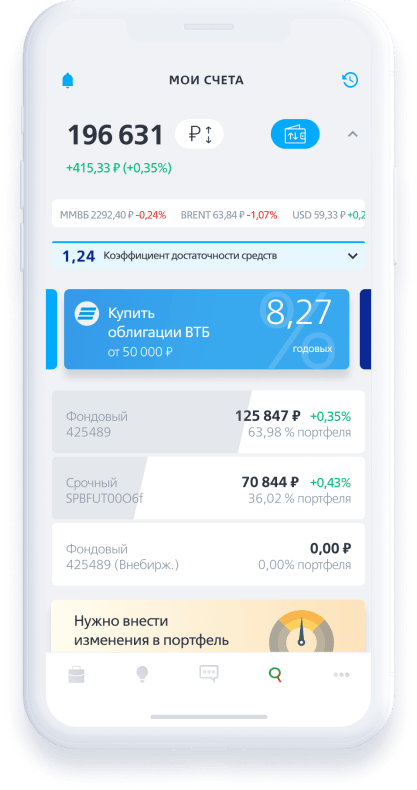 МОИ СЧЕТА
196 631 ₽
+415,33 ₽ (+0,35%)
ММВБ 2292,40 ₽ -0,24% BRENT 63,84 ₽ -1,07% USD 59,33 ₽ +0,2
1,24 Коэффициент достаточности средств
Купить
облигации ВТБ
от 50 000 ₽
%
8,27
годовых
Фондовый 125 847 ₽ +0,35%
425489 63,98 % портфеля
Срочный 70 844 ₽ +0,43%
SPBFUT00O6f 36,02 % портфеля
Фондовый 0,00 ₽
425489 (Внебирж.) 0,00% портфеля
Нужно внести
изменения в портфель